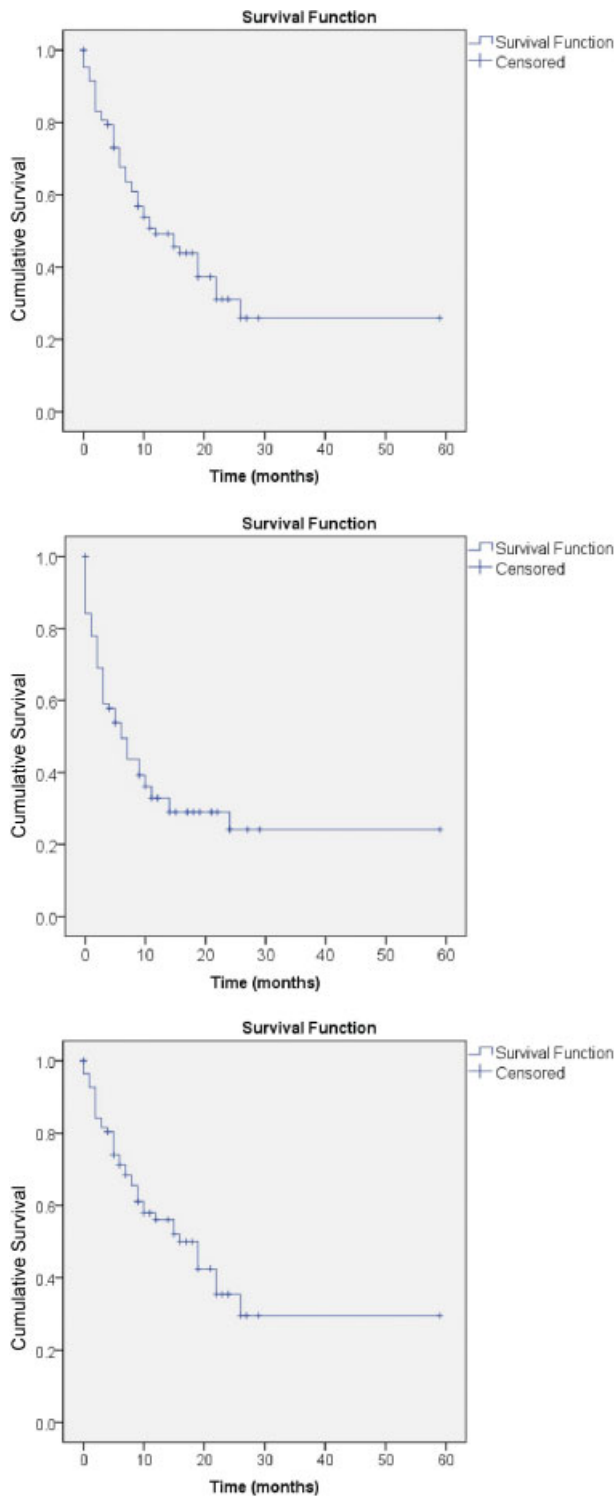 Survival Function
Survival Function
Censored
Cumulative Survival
1.0
0.8
0.6
0.4
0.2
0.0
0 10 20 30 40 50 60
Time (months)
Survival Function
Survival Function
Censored
Cumulative Survival
1.0
0.8
0.6
0.4
0.2
0.0
0 10 20 30 40 50 60
Time (months)
Survival Function
Survival Function
Censored
Cumulative Survival
1.0
0.8
0.6
0.4
0.2
0.0
0 10 20 30 40 50 60
Time (months)